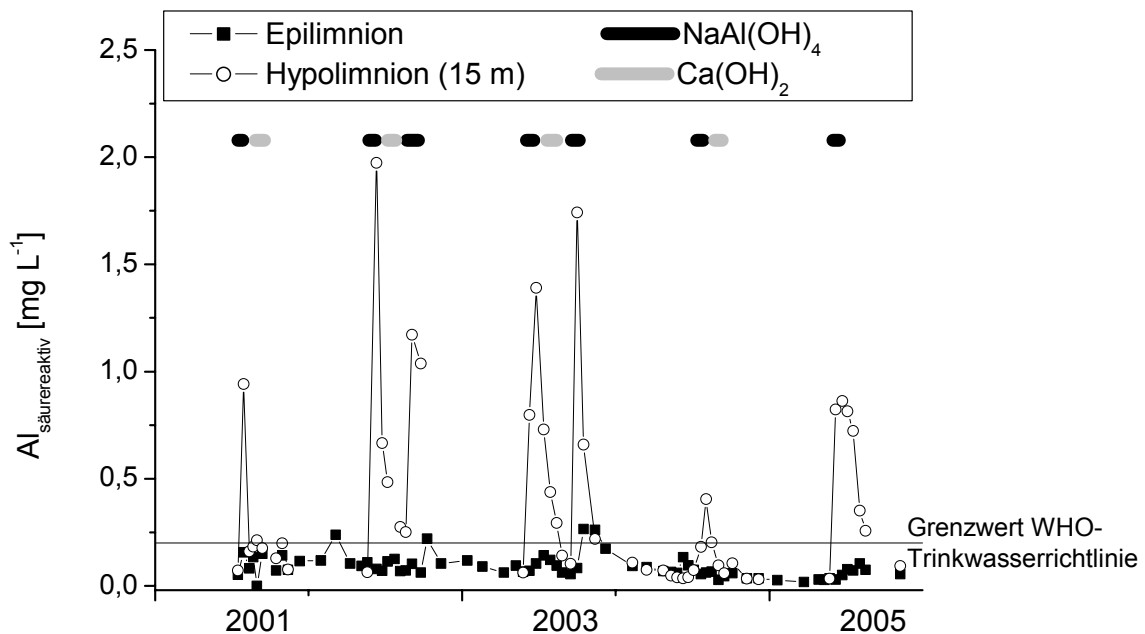 Epilimnion
NaAl(OH)4
Hypolimnion (15 m)
Ca(OH)2
2,5
2,0
1,5
1,0
0,5
0,0
Alsäurereaktiv [mg L-1]
Grenzwert WHO-
Trinkwasserrichtlinie
2001
2003
2005